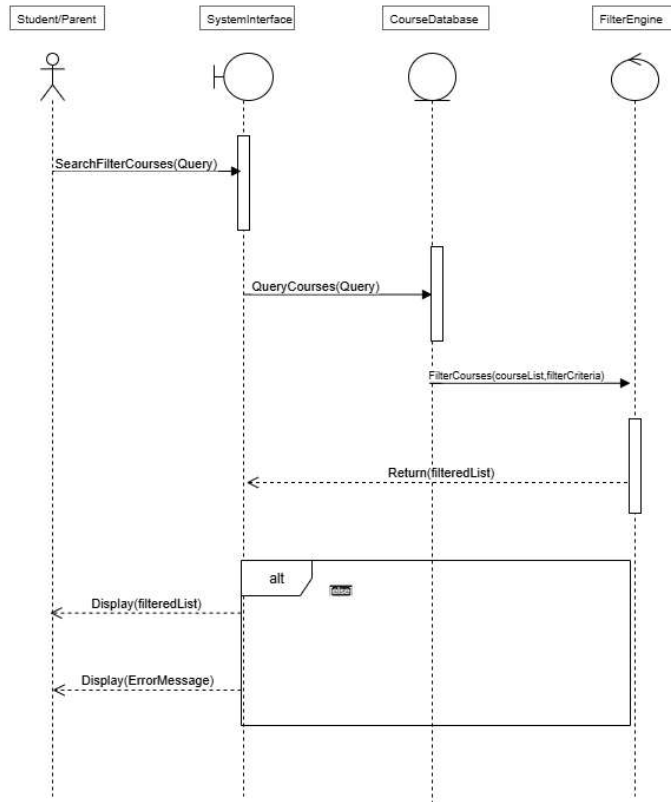 Student/Parent
SystemInterface
CourseDatabase
FilterEngine
SearchFilterCourses(Query)
QueryCourses(Query)
FilterCourses(courseList,filterCriteria)
Return(filteredList)
alt
[else]
Display(filteredList)
Display(ErrorMessage)